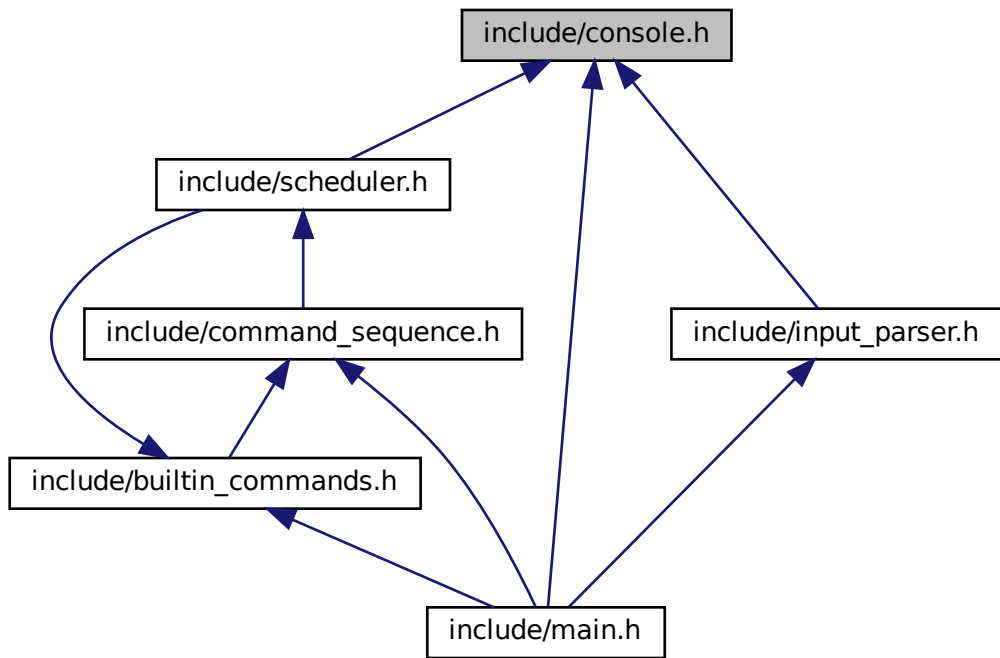 include/console.h
include/scheduler.h
include/command_sequence.h
include/input_parser.h
include/builtin_commands.h
include/main.h